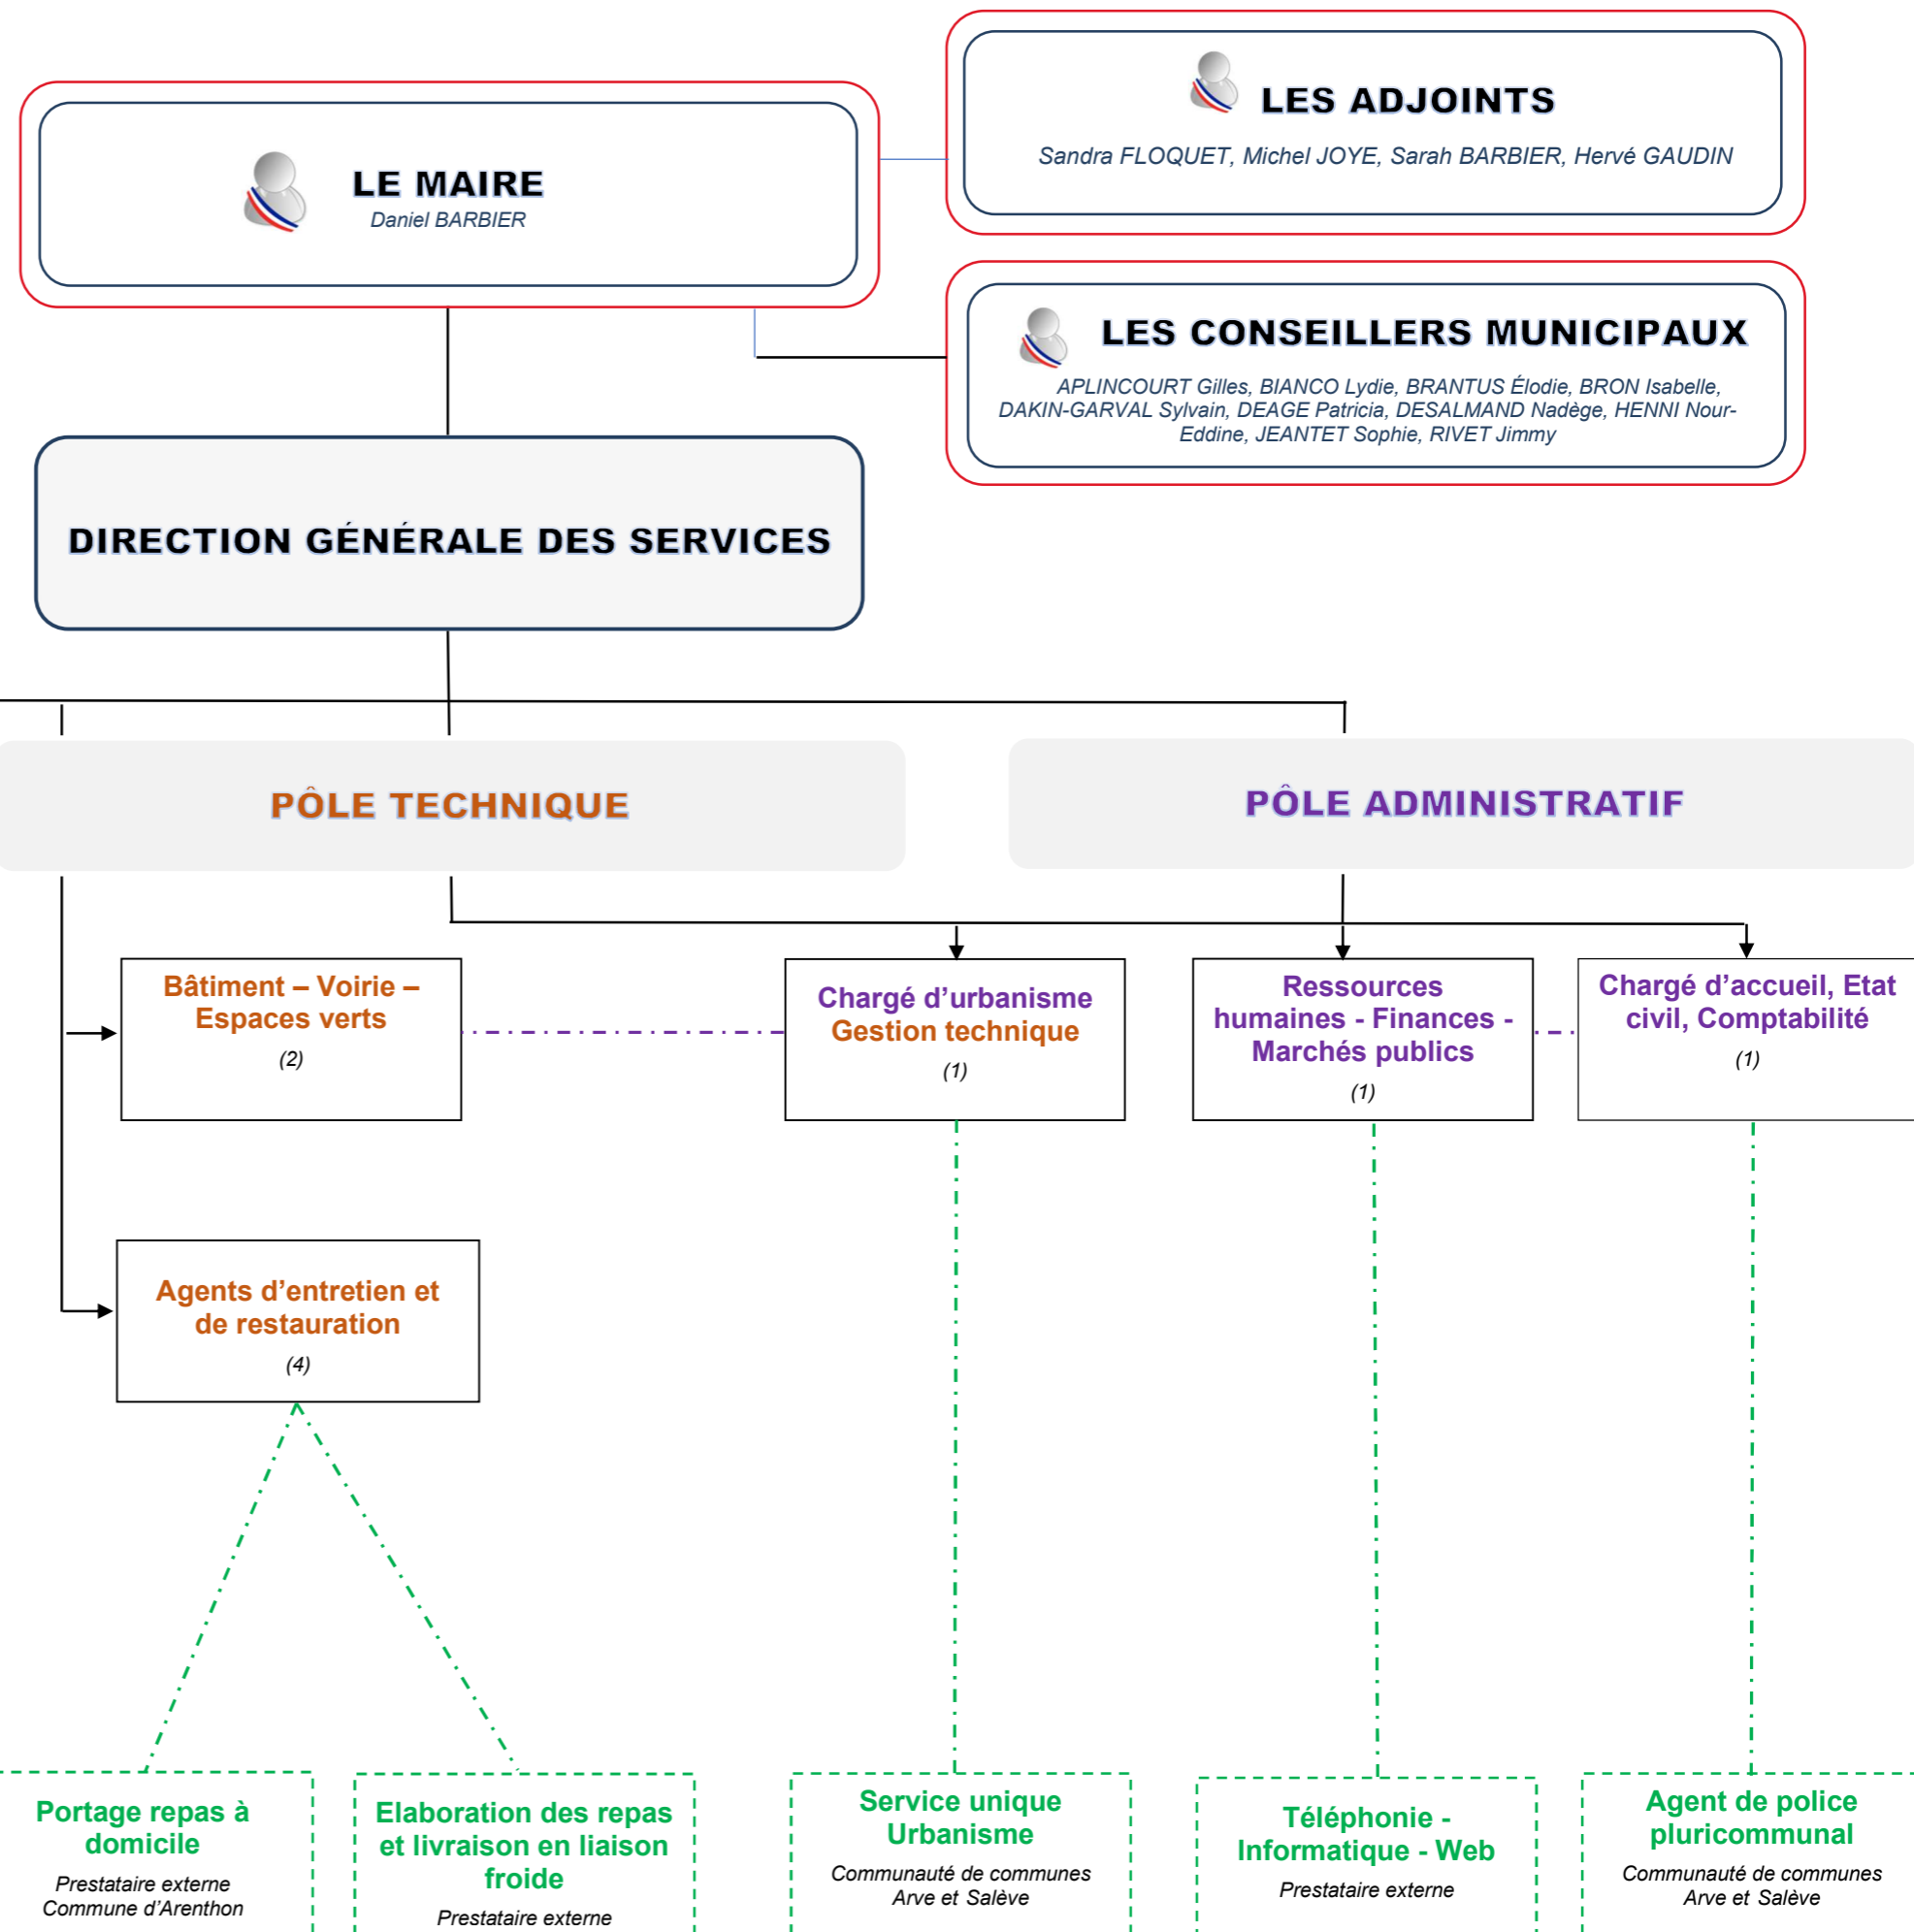 LES ADJOINTS
Sandra FLOQUET, Michel JOYE, Sarah BARBIER, Hervé GAUDIN
LE MAIRE
Daniel BARBIER
LES CONSEILLERS MUNICIPAUX
APLINCOURT Gilles, BIANCO Lydie, BRANTUS Élodie, BRON Isabelle,
DAKIN-GARVAL Sylvain, DEAGE Patricia, DESALMAND Nadège, HENNI Nour-
Eddine, JEANTET Sophie, RIVET Jimmy
DIRECTION GÉNÉRALE DES SERVICES
PÔLE TECHNIQUE
PÔLE ADMINISTRATIF
Bâtiment – Voirie –
Espaces verts
(2)
Chargé d’urbanisme
Gestion technique
(1)
Ressources
humaines - Finances -
Marchés publics
(1)
Chargé d’accueil, Etat
civil, Comptabilité
(1)
Agents d’entretien et
de restauration
(4)
Portage repas à
domicile
Prestataire externe
Commune d’Arenthon
Elaboration des repas
et livraison en liaison
froide
Prestataire externe
Service unique
Urbanisme
Communauté de communes
Arve et Salève
Téléphonie -
Informatique - Web
Prestataire externe
Agent de police
pluricommunal
Communauté de communes
Arve et Salève